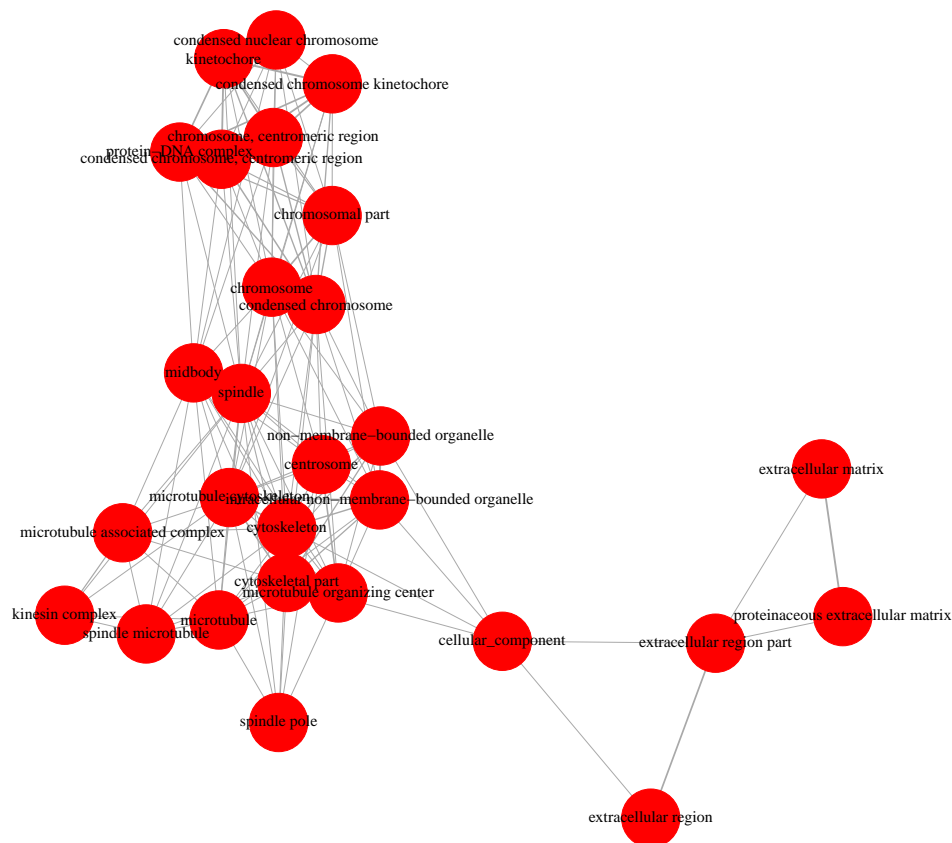 condensed nuclear chromosome
kinetochore
condensed chromosome kinetochore
chromosome, centromeric region
protein−DNA complex
condensed chromosome, centromeric region
chromosomal part
chromosome
condensed chromosome
midbody
spindle
non−membrane−bounded organelle
centrosome
extracellular matrix
microtubule cytoskeleton
non−membrane−bounded organelle
cytoskeleton
microtubule associated complex
cytoskeletal part
microtubule organizing center
kinesin complex
microtubule
spindle microtubule
proteinaceous extracellular matrix
cellular_component
extracellular region part
spindle pole
extracellular region